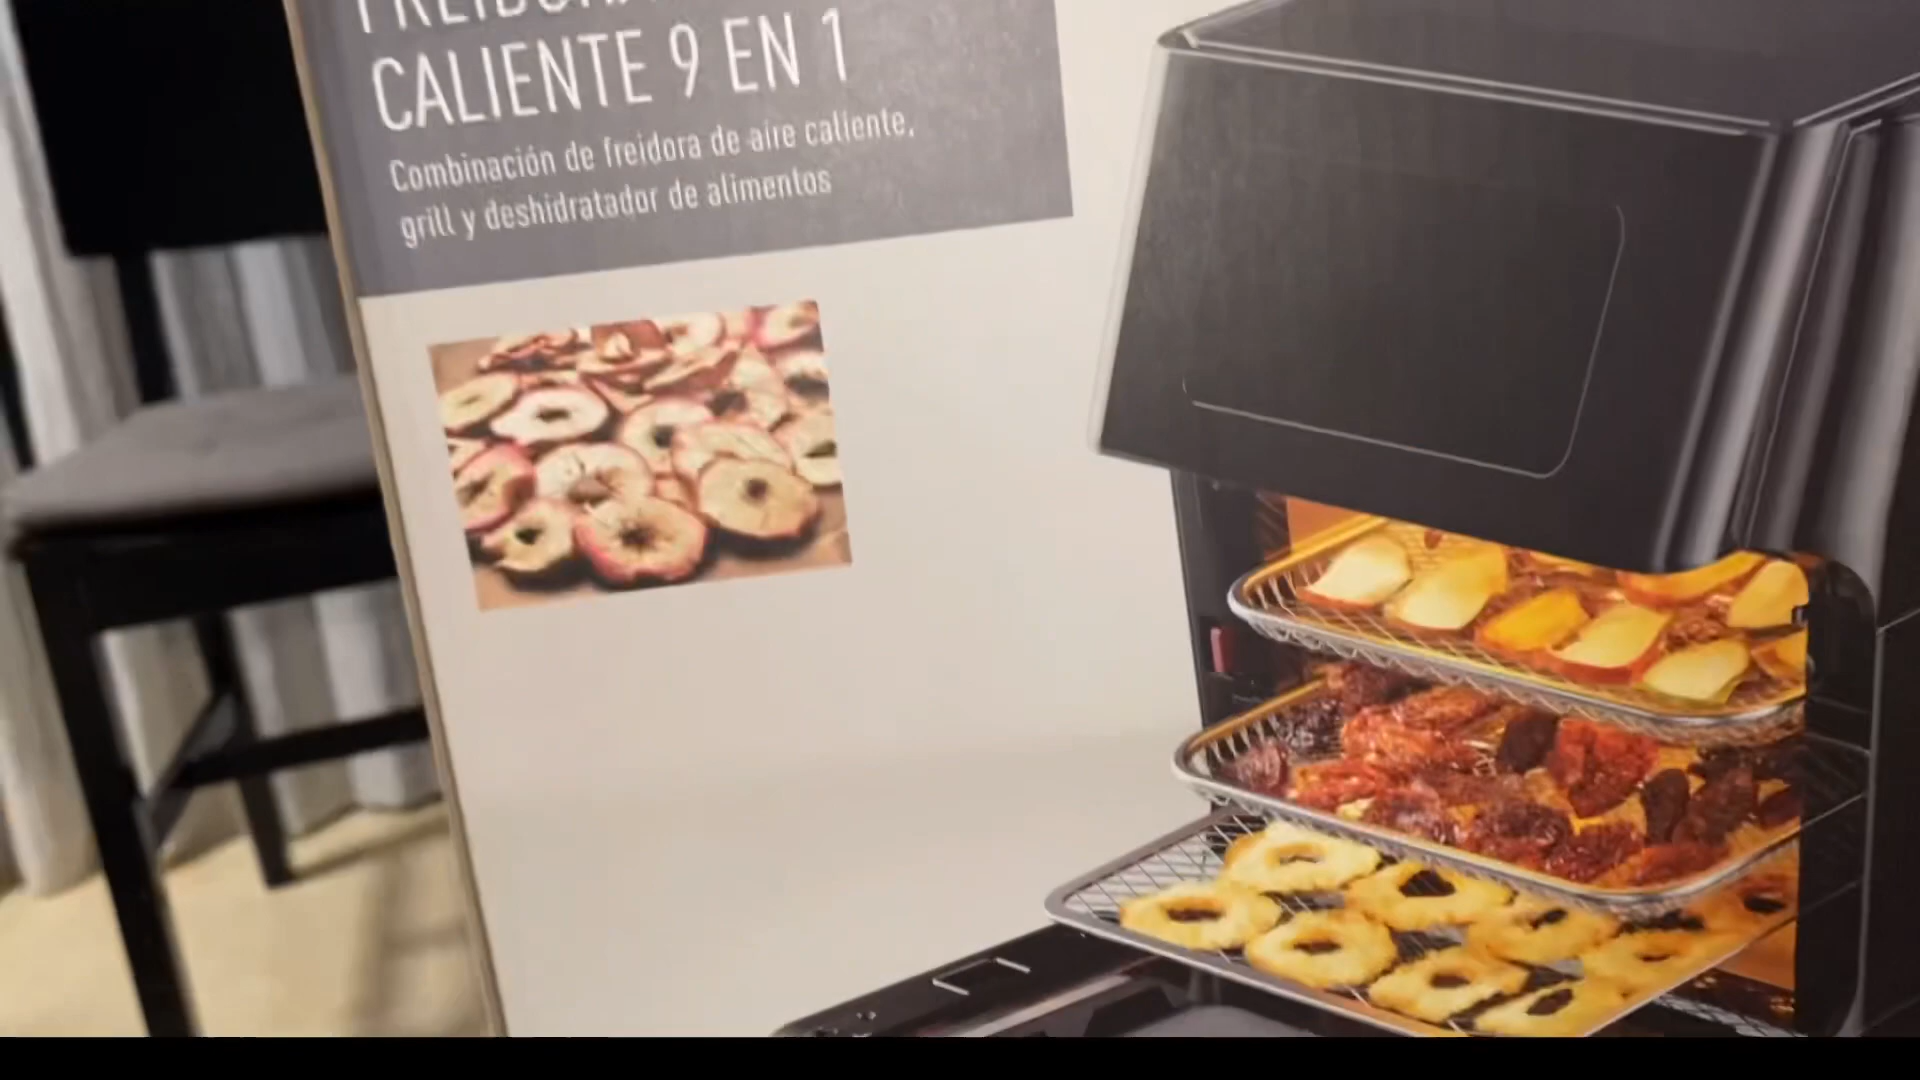 CALIENTE 9 EN 1
Combinación de freidora de aire caliente,
grill y deshidratador de alimentos